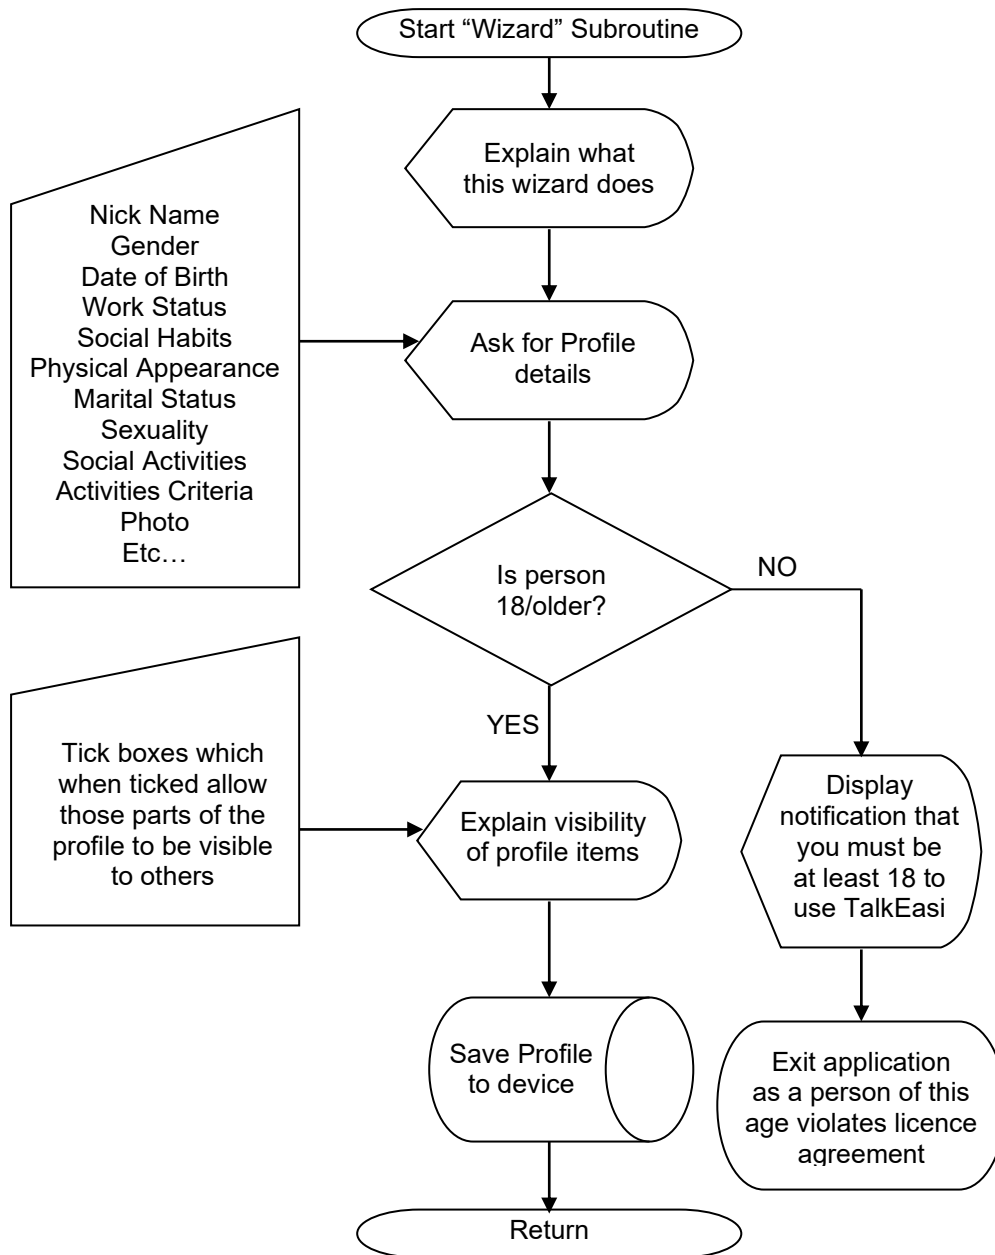 Start “Wizard” Subroutine
Explain what
this wizard does
Nick Name
Gender
Date of Birth
Work Status
Social Habits
Physical Appearance
Marital Status
Sexuality
Social Activities
Activities Criteria
Photo
Etc…
Ask for Profile
details
Is person
18/older?
NO
YES
Tick boxes which
when ticked allow
those parts of the
profile to be visible
to others
Explain visibility
of profile items
Display
notification that
you must be
at least 18 to
use TalkEasi
Save Profile
to device
Exit application
as a person of this
age violates licence
agreement
Return